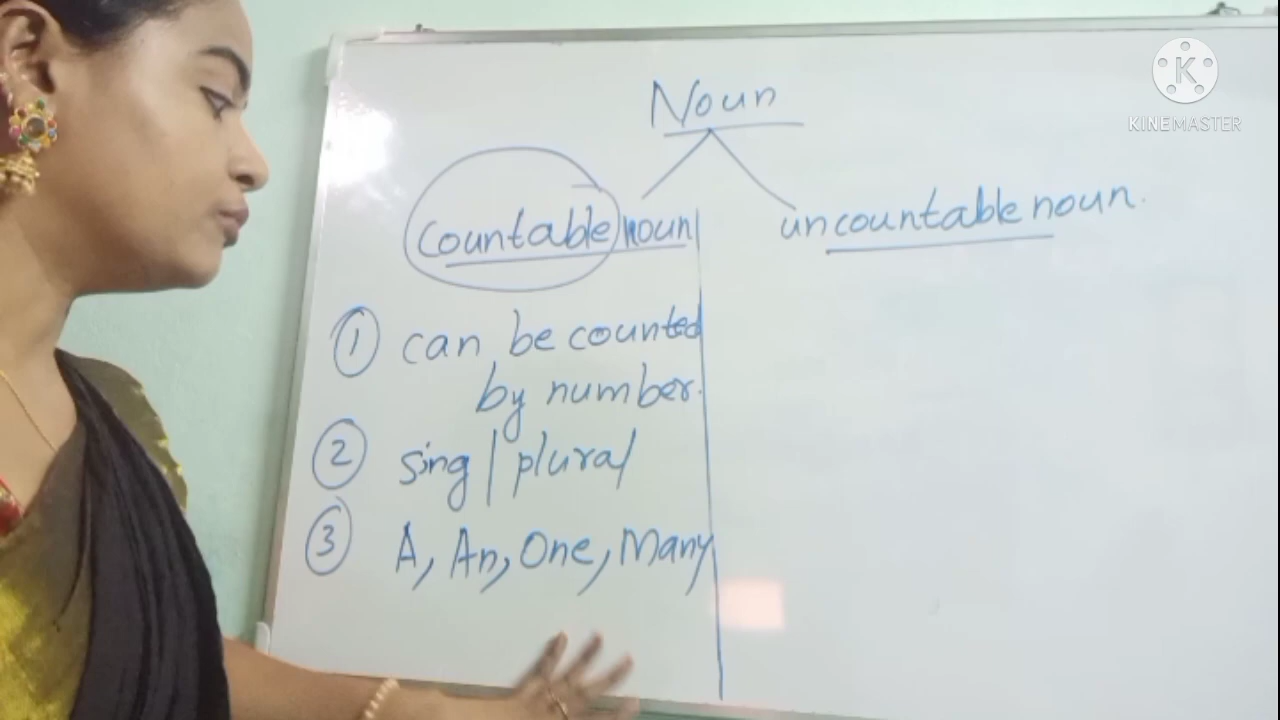 Noun
countable noun
uncountable noun.
① can be counted
by number.
② sing | plural
③ A, An, One, Many
K
KINEMASTER